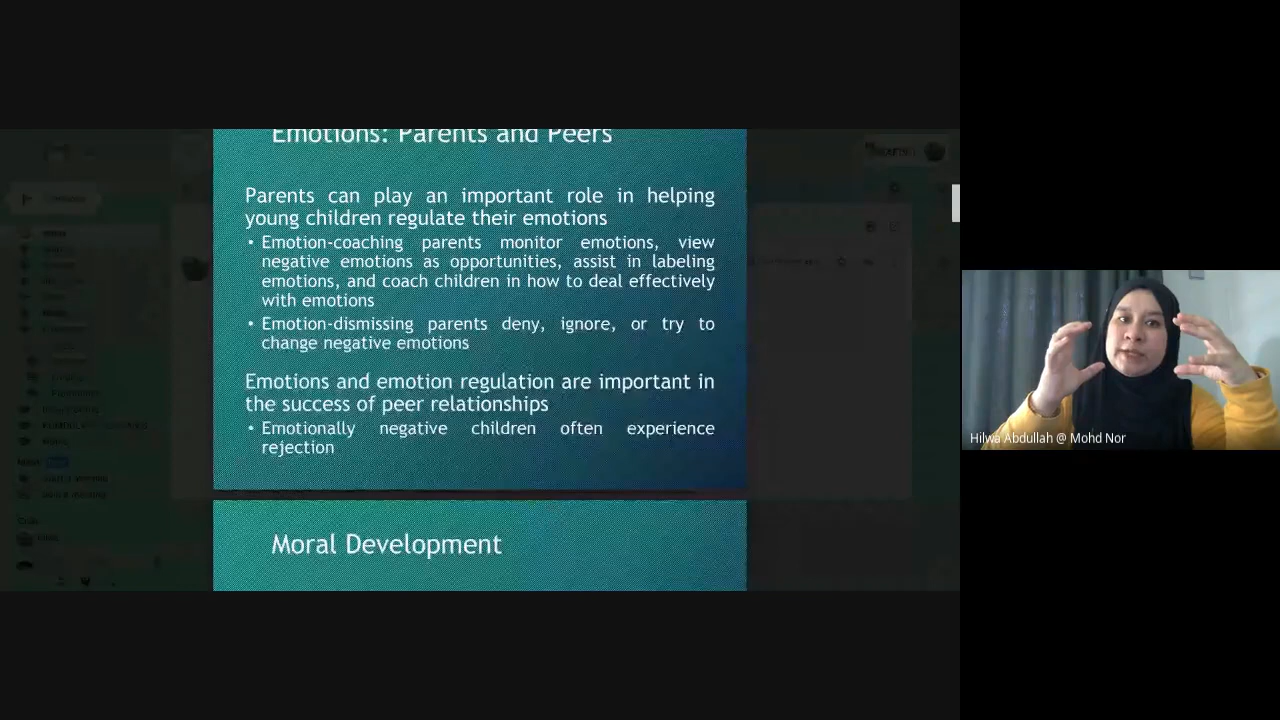 Emotions: Parents and Peers
Parents can play an important role in helping
young children regulate their emotions
• Emotion-coaching parents monitor emotions, view
negative emotions as opportunities, assist in labeling
emotions, and coach children in how to deal effectively
with emotions
• Emotion-dismissing parents deny, ignore, or try to
change negative emotions
Emotions and emotion regulation are important in
the success of peer relationships
• Emotionally negative children often experience
rejection
Moral Development
Hilwa Abdullah @ Mohd Nor